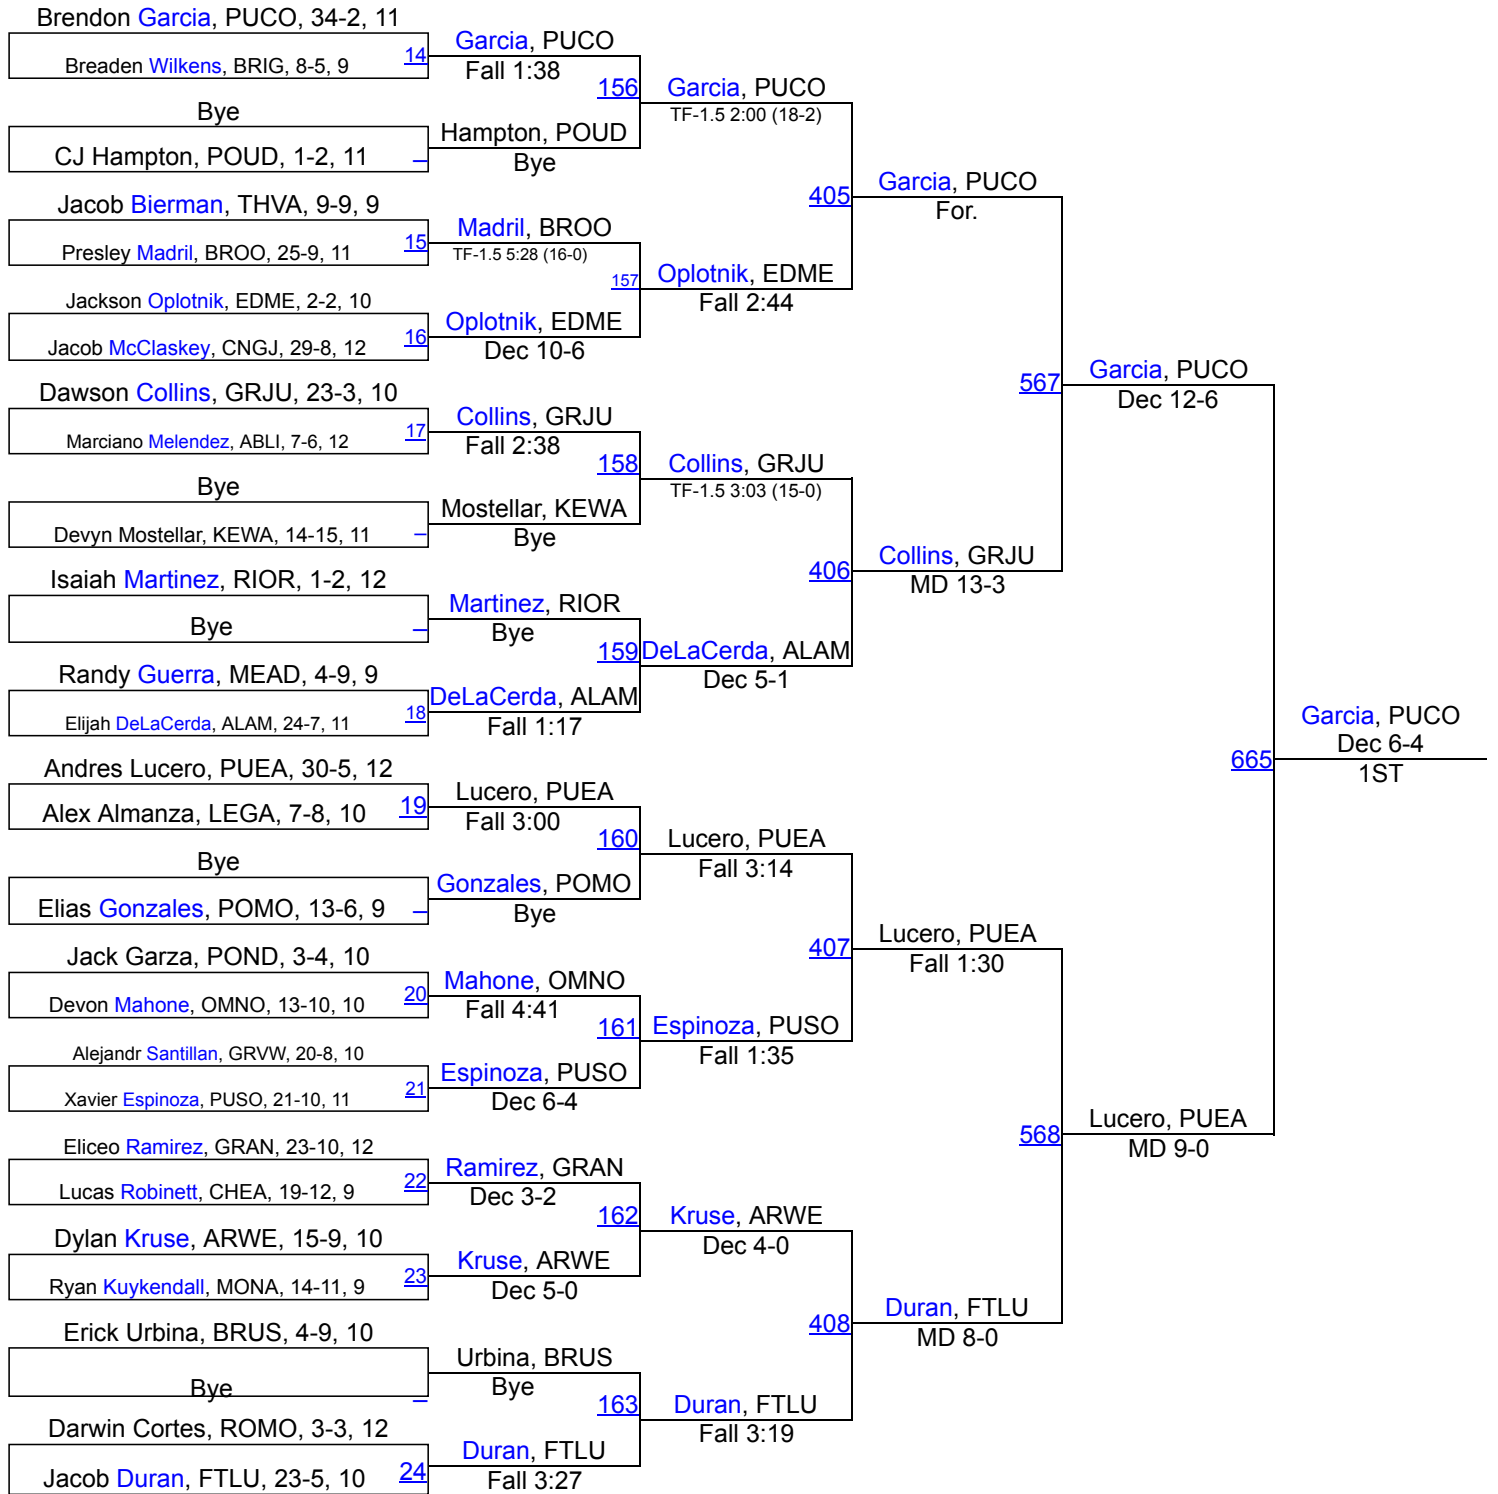 Brendon Garcia, PUCO, 34-2, 11
14
Breaden Wilkens, BRIG, 8-5, 9
Bye
CJ Hampton, POUD, 1-2, 11
–
Jacob Bierman, THVA, 9-9, 9
15
Presley Madril, BROO, 25-9, 11
Jackson Oplotnik, EDME, 2-2, 10
16
Jacob McClaskey, CNGJ, 29-8, 12
Dawson Collins, GRJU, 23-3, 10
17
Marciano Melendez, ABLI, 7-6, 12
Bye
Devyn Mostellar, KEWA, 14-15, 11
–
Isaiah Martinez, RIOR, 1-2, 12
Bye
–
Randy Guerra, MEAD, 4-9, 9
18
Elijah DeLaCerda, ALAM, 24-7, 11
Andres Lucero, PUEA, 30-5, 12
19
Alex Almanza, LEGA, 7-8, 10
Bye
Elias Gonzales, POMO, 13-6, 9
–
Jack Garza, POND, 3-4, 10
20
Devon Mahone, OMNO, 13-10, 10
Alejandr Santillan, GRVW, 20-8, 10
21
Xavier Espinoza, PUSO, 21-10, 11
Eliceo Ramirez, GRAN, 23-10, 12
22
Lucas Robinett, CHEA, 19-12, 9
Dylan Kruse, ARWE, 15-9, 10
23
Ryan Kuykendall, MONA, 14-11, 9
Erick Urbina, BRUS, 4-9, 10
Bye
–
Darwin Cortes, ROMO, 3-3, 12
24
Jacob Duran, FTLU, 23-5, 10
Garcia, PUCO
Fall 1:38
156
Hampton, POUD
Bye
Madril, BROO
TF-1.5 5:28 (16-0)
157
Oplotnik, EDME
Dec 10-6
Collins, GRJU
Fall 2:38
158
Mostellar, KEWA
Bye
Martinez, RIOR
Bye
159
DeLaCerda, ALAM
Fall 1:17
Lucero, PUEA
Fall 3:00
160
Gonzales, POMO
Bye
Mahone, OMNO
Fall 4:41
161
Espinoza, PUSO
Dec 6-4
Ramirez, GRAN
Dec 3-2
162
Kruse, ARWE
Dec 5-0
Urbina, BRUS
Bye
163
Duran, FTLU
Fall 3:27
Garcia, PUCO
TF-1.5 2:00 (18-2)
405
Oplotnik, EDME
Fall 2:44
Collins, GRJU
TF-1.5 3:03 (15-0)
406
DeLaCerda, ALAM
Dec 5-1
Lucero, PUEA
Fall 3:14
407
Espinoza, PUSO
Fall 1:35
Kruse, ARWE
Dec 4-0
408
Duran, FTLU
Fall 3:19
Garcia, PUCO
For.
567
Collins, GRJU
MD 13-3
Lucero, PUEA
Fall 1:30
568
Duran, FTLU
MD 8-0
Garcia, PUCO
Dec 12-6
665
Lucero, PUEA
MD 9-0
Garcia, PUCO
Dec 6-4
1ST